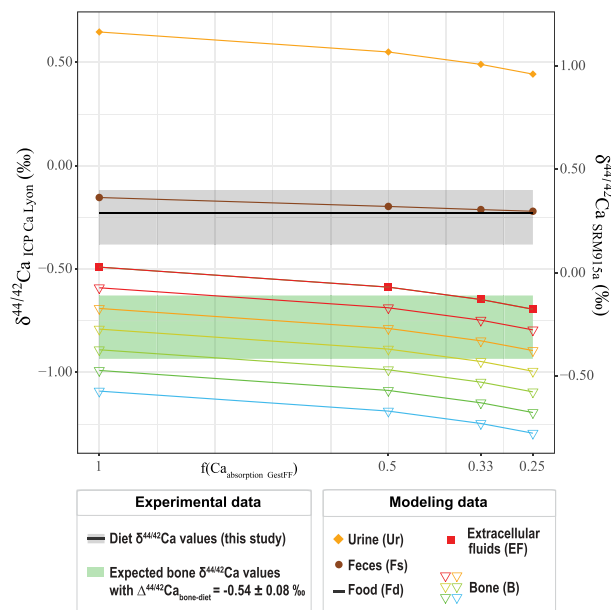 δ44/42Ca ICP Ca Lyon (‰)
0.50
0.00
−0.50
−1.00
1.00
0.50
0.00
−0.50
δ44/42Ca SRM915a (‰)
1
f(Ca absorption GestFF)
0.5
0.33
0.25
Experimental data
Diet δ44/42Ca values (this study)
Expected bone δ44/42Ca values
with Δ44/42Ca bone-diet = -0.54 ± 0.08 ‰
Modeling data
Urine (Ur)
Feces (Fs)
Food (Fd)
Extracellular
fluids (EF)
Bone (B)